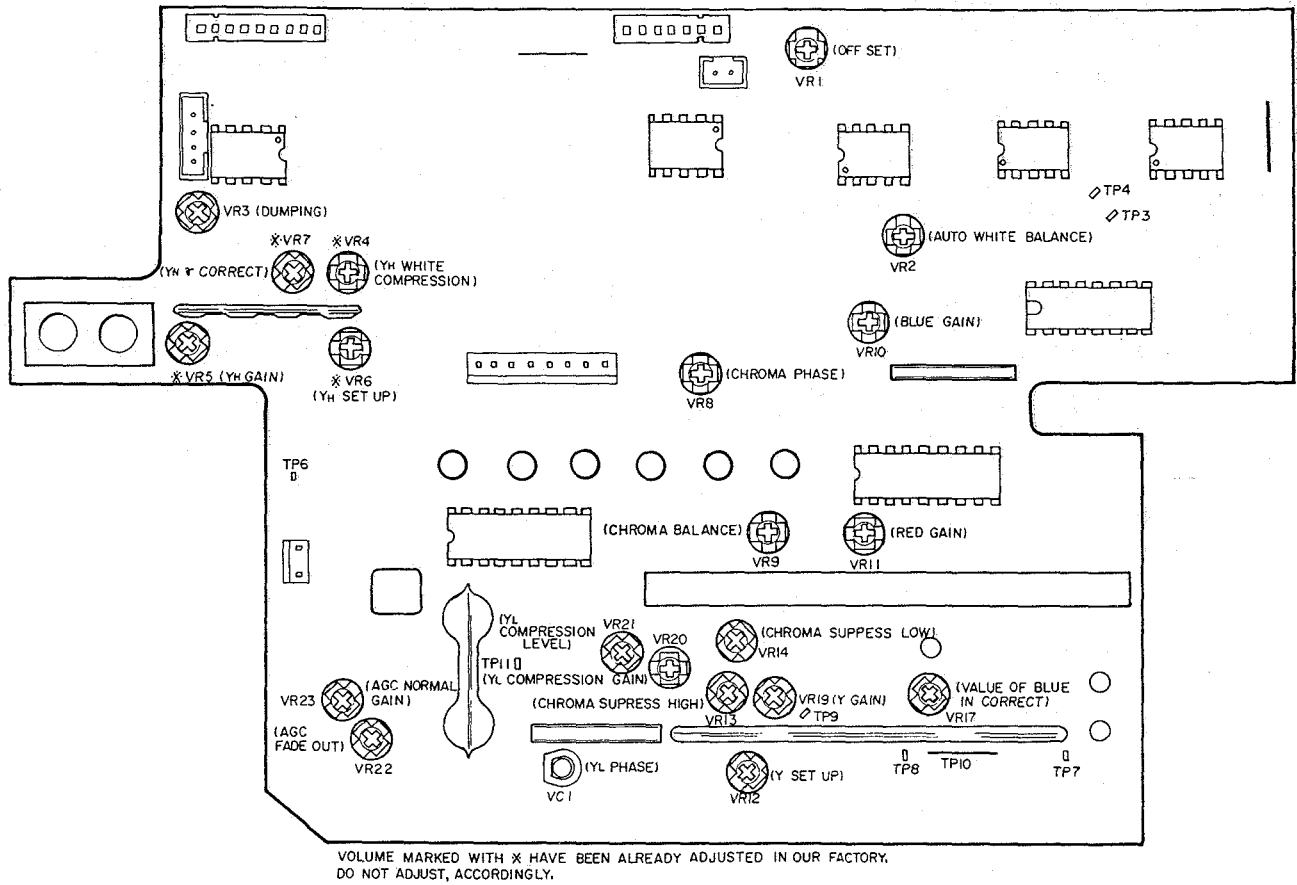 (OFF SET)
VR1
TP4
TP3
VR3 (DUMPING)
(AUTO WHITE BALANCE)
VR2
※VR7
※VR4
(YH γ CORRECT)
(YH WHITE
COMPRESSION)
(BLUE GAIN)
VR10
※VR5 (YH GAIN)
※VR6
(YH SET UP)
(CHROMA PHASE)
VR8
TP6
(CHROMA BALANCE)
VR9
(RED GAIN)
VR11
(YL
COMPRESSION
LEVEL)
VR21
VR20
(CHROMA SUPPESS LOW)
VR14
TP11
(YL COMPRESSION GAIN)
VR23
(AGC NORMAL
GAIN)
(CHROMA SUPRESS HIGH)
VR13
VR19 (Y GAIN)
TP9
(VALUE OF BLUE
IN CORRECT)
VR17
(AGC
FADE OUT)
VR22
(YL PHASE)
VC1
(Y SET UP)
VR12
TP8
TP10
TP7
VOLUME MARKED WITH ※ HAVE BEEN ALREADY ADJUSTED IN OUR FACTORY.
DO NOT ADJUST, ACCORDINGLY.